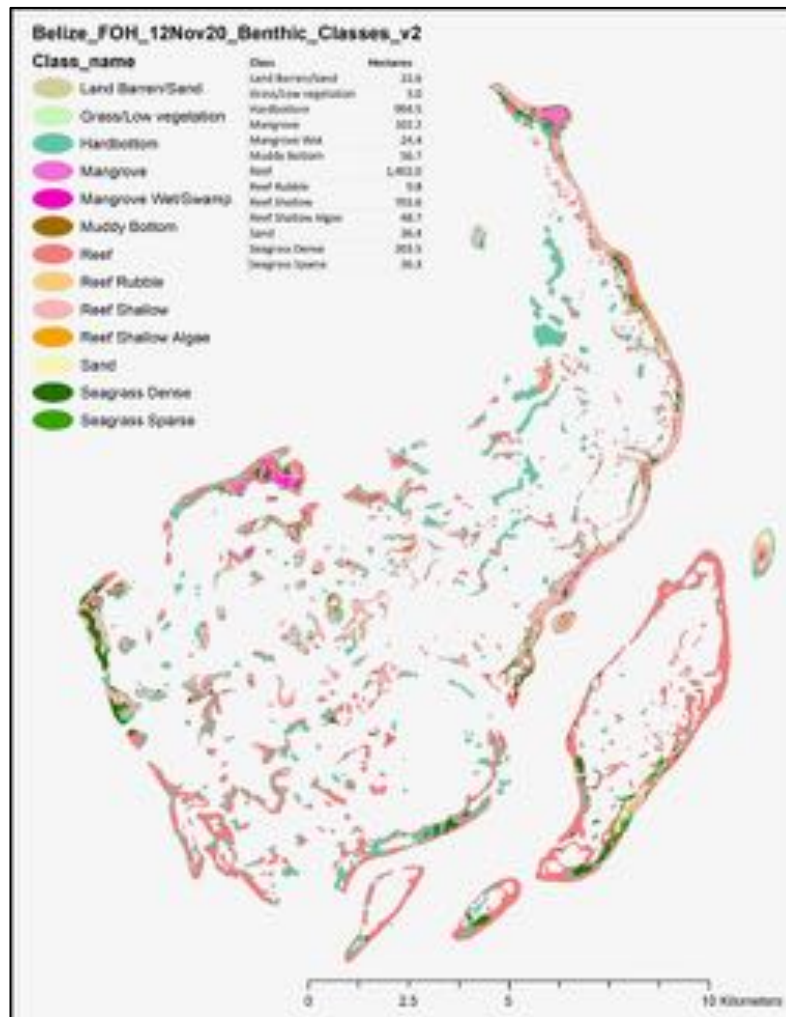 Belize_FOH_12Nov20_Benthic_Classes_v2
Class_name
Land Barren/Sand
Grass/Low vegetation
Hardbottom
Mangrove
Mangrove Wet/Swamp
Muddy Bottom
Reef
Reef Rubble
Reef Shallow
Reef Shallow Algae
Sand
Seagrass Dense
Seagrass Sparse
Class Hectares
Land Barren/Sand
Grass/Low vegetation
Hardbottom
Mangrove
Mangrove Wet
Muddy Bottom
Reef
Reef Rubble
Reef Shallow
Reef Shallow Algae
Sand
Seagrass Dense
Seagrass Sparse
0 2.5 5 10 Kilometers